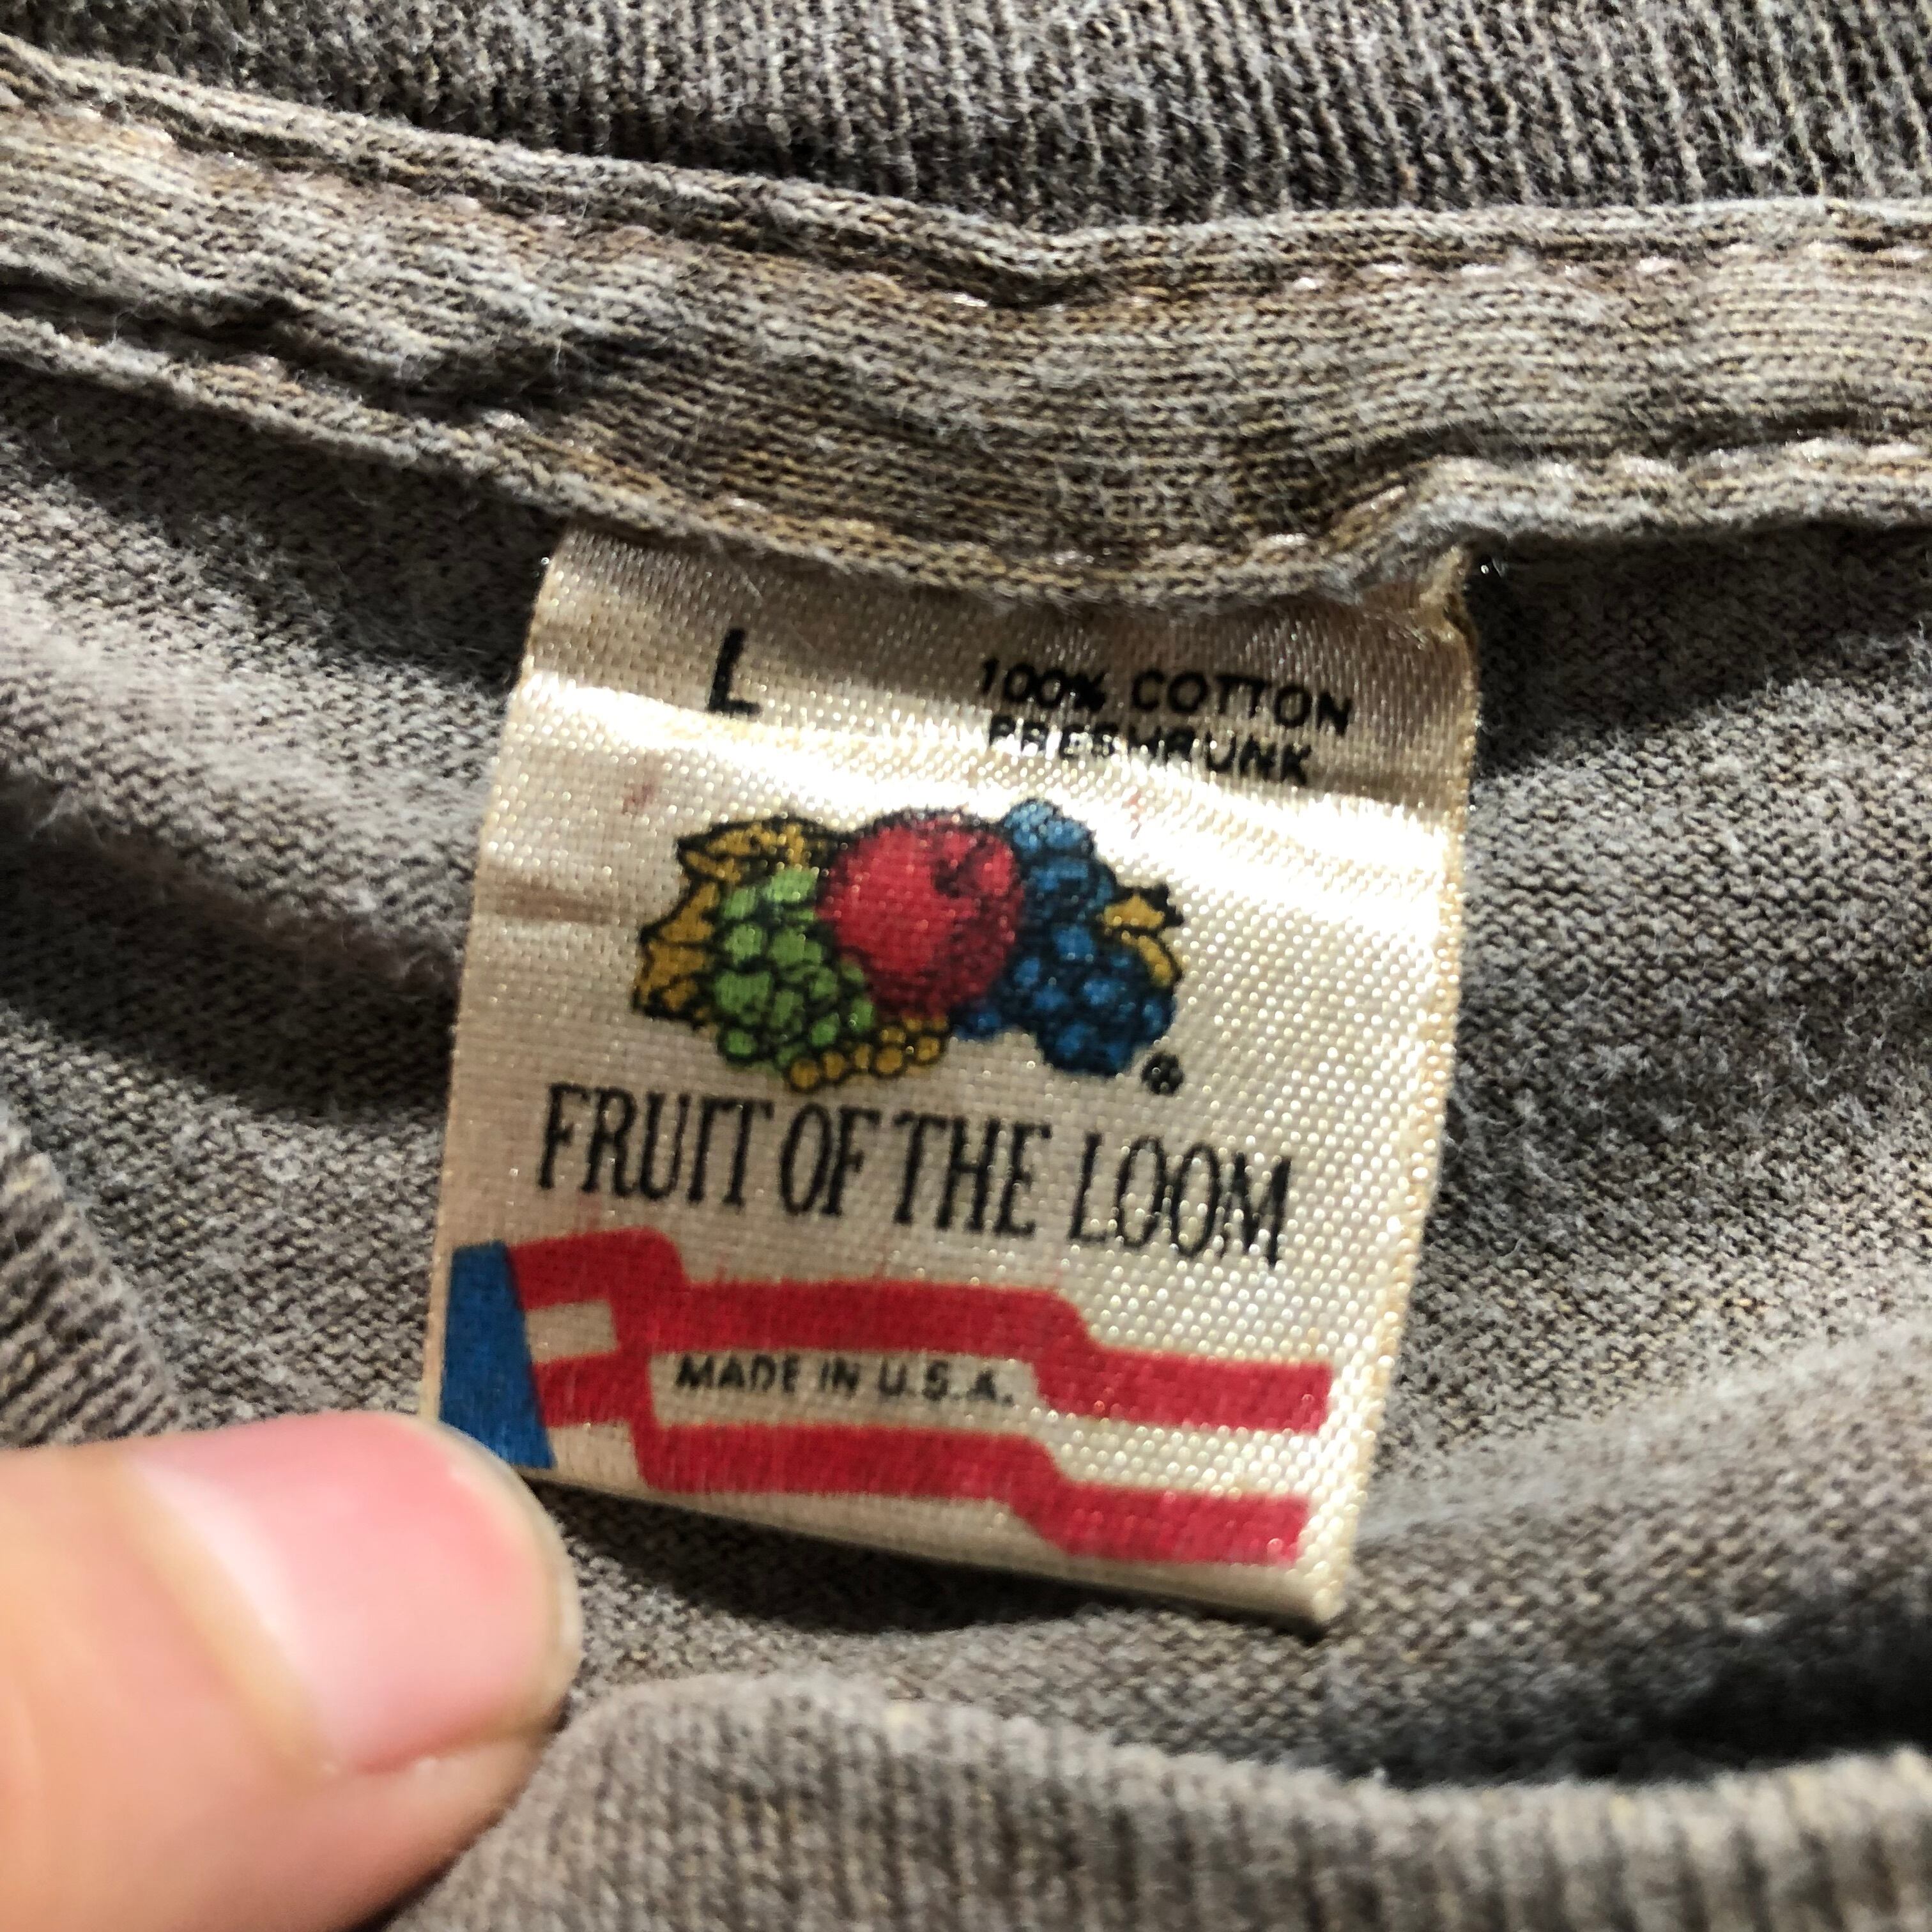 L
100% COTTON
PRESHRUNK
®
FRUIT OF THE LOOM
MADE IN U.S.A.